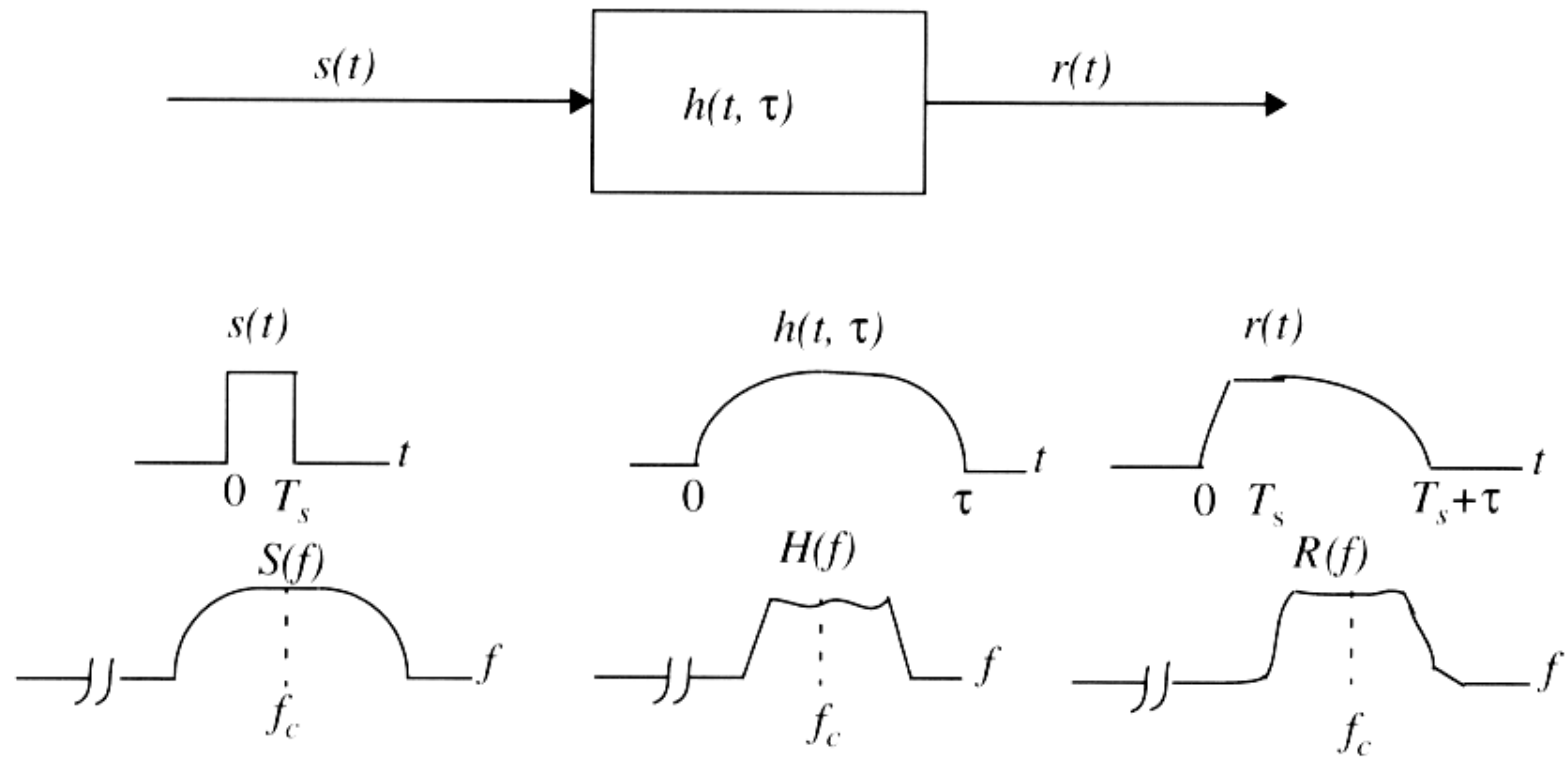 s(t) h(t, τ) r(t)
s(t) h(t, τ) r(t)
t t t
0 T_s 0 τ 0 T_s T_s+τ
S(f) H(f) R(f)
f f f
f_c f_c f_c